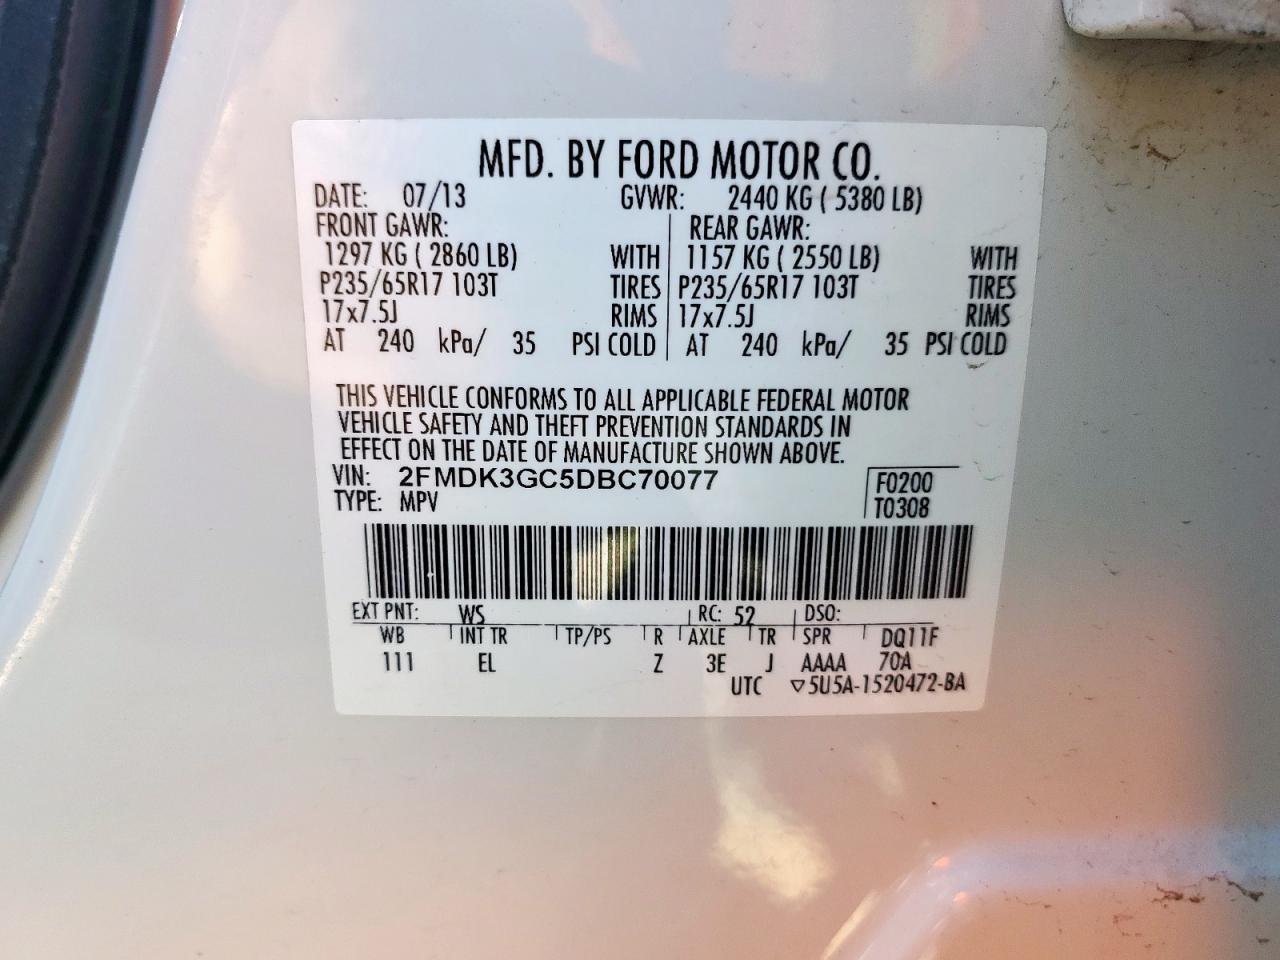 MFD. BY FORD MOTOR CO.
DATE: 07/13 GVWR: 2440 KG ( 5380 LB)
FRONT GAWR: REAR GAWR:
1297 KG ( 2860 LB) WITH 1157 KG ( 2550 LB) WITH
P235/65R17 103T TIRES P235/65R17 103T TIRES
17x7.5J RIMS 17x7.5J RIMS
AT 240 kPa/ 35 PSI COLD AT 240 kPa/ 35 PSI COLD
THIS VEHICLE CONFORMS TO ALL APPLICABLE FEDERAL MOTOR
VEHICLE SAFETY AND THEFT PREVENTION STANDARDS IN
EFFECT ON THE DATE OF MANUFACTURE SHOWN ABOVE.
VIN: 2FMDK3GC5DBC70077 F0200
TYPE: MPV T0308
EXT PNT: WS RC: 52 DSO:
WB INT TR TP/PS R AXLE TR SPR DQ11F
111 EL Z 3E J AAAA 70A
UTC ▽5U5A-1520472-BA